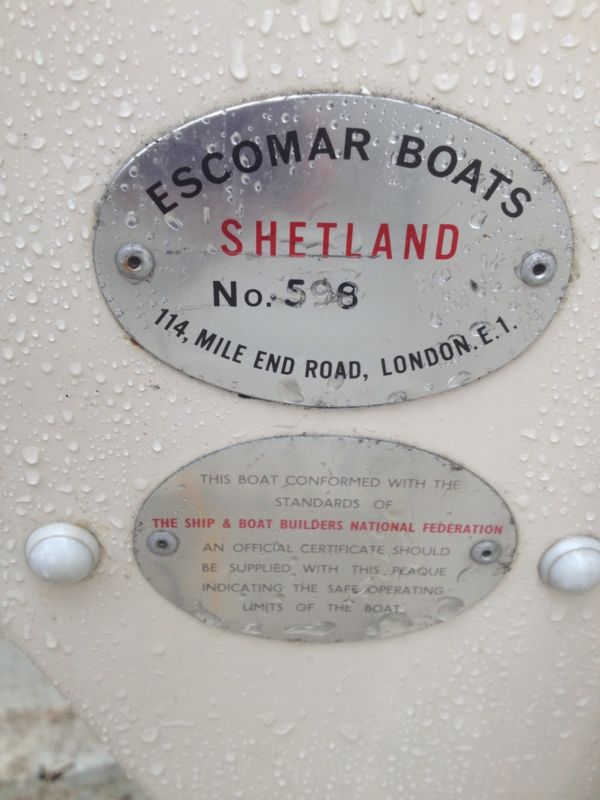 ESCOMAR BOATS
SHETLAND
No. 598
114, MILE END ROAD, LONDON. E.1.
THIS BOAT CONFORMED WITH THE
STANDARDS OF
THE SHIP & BOAT BUILDERS NATIONAL FEDERATION
AN OFFICIAL CERTIFICATE SHOULD
BE SUPPLIED WITH THIS PLAQUE
INDICATING THE SAFE OPERATING
LIMITS OF THE BOAT